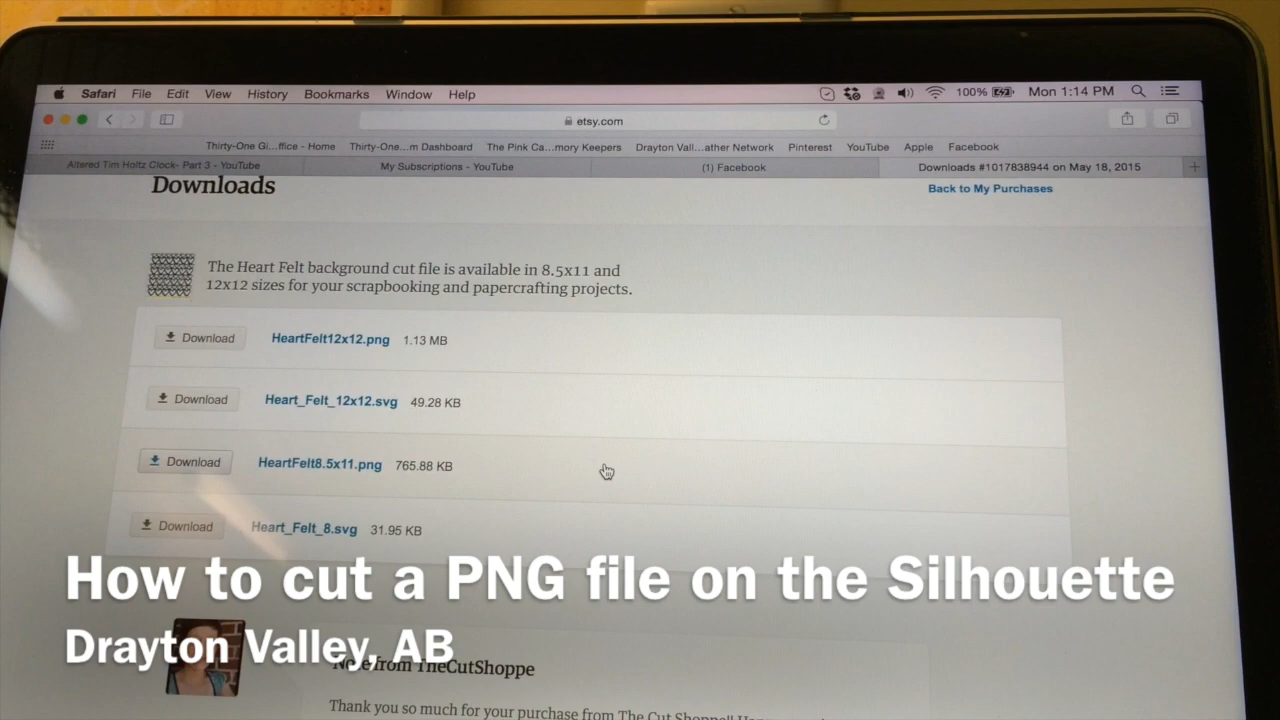 Safari File Edit View History Bookmarks Window Help 100% Mon 1:14 PM
etsy.com
Thirty-One Gi...ffice - Home Thirty-One...m Dashboard The Pink Ca...mory Keepers Drayton Vall...ather Network Pinterest YouTube Apple Facebook
Altered Tim Holtz Clock- Part 3 - YouTube My Subscriptions - YouTube (1) Facebook Downloads #1017838944 on May 18, 2015
Downloads
Back to My Purchases
The Heart Felt background cut file is available in 8.5x11 and
12x12 sizes for your scrapbooking and papercrafting projects.
Download HeartFelt12x12.png 1.13 MB
Download Heart_Felt_12x12.svg 49.28 KB
Download HeartFelt8.5x11.png 765.88 KB
Download Heart_Felt_8.svg 31.95 KB
How to cut a PNG file on the Silhouette
Drayton Valley, AB
Note from TheCutShoppe
Thank you so much for your purchase from The Cut Shoppe!!